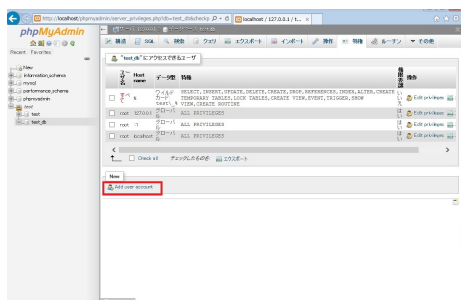 http://localhost/phpmyadmin/server_privileges.php?db=test_db&checkp
localhost / 127.0.0.1 / t...
phpMyAdmin
Recent Favorites
New
information_schema
mysql
performance_schema
phpmyadmin
test
test
test_db
構造 SQL 検索 クエリ エクスポート インポート 操作 特権 ルーチン その他
"test_db" にアクセスできるユーザ
ユーザ名 Host name データ型 特権 権限委譲 操作
すべて % ワイルドカード test\_% SELECT, INSERT, UPDATE, DELETE, CREATE, DROP, REFERENCES, INDEX, ALTER, CREATE TEMPORARY TABLES, LOCK TABLES, CREATE VIEW, EVENT, TRIGGER, SHOW VIEW, CREATE ROUTINE いいえ Edit privileges
root 127.0.0.1 グローバル ALL PRIVILEGES はい Edit privileges
root ::1 グローバル ALL PRIVILEGES はい Edit privileges
root localhost グローバル ALL PRIVILEGES はい Edit privileges
Check all チェックしたものを: エクスポート
New
Add user account